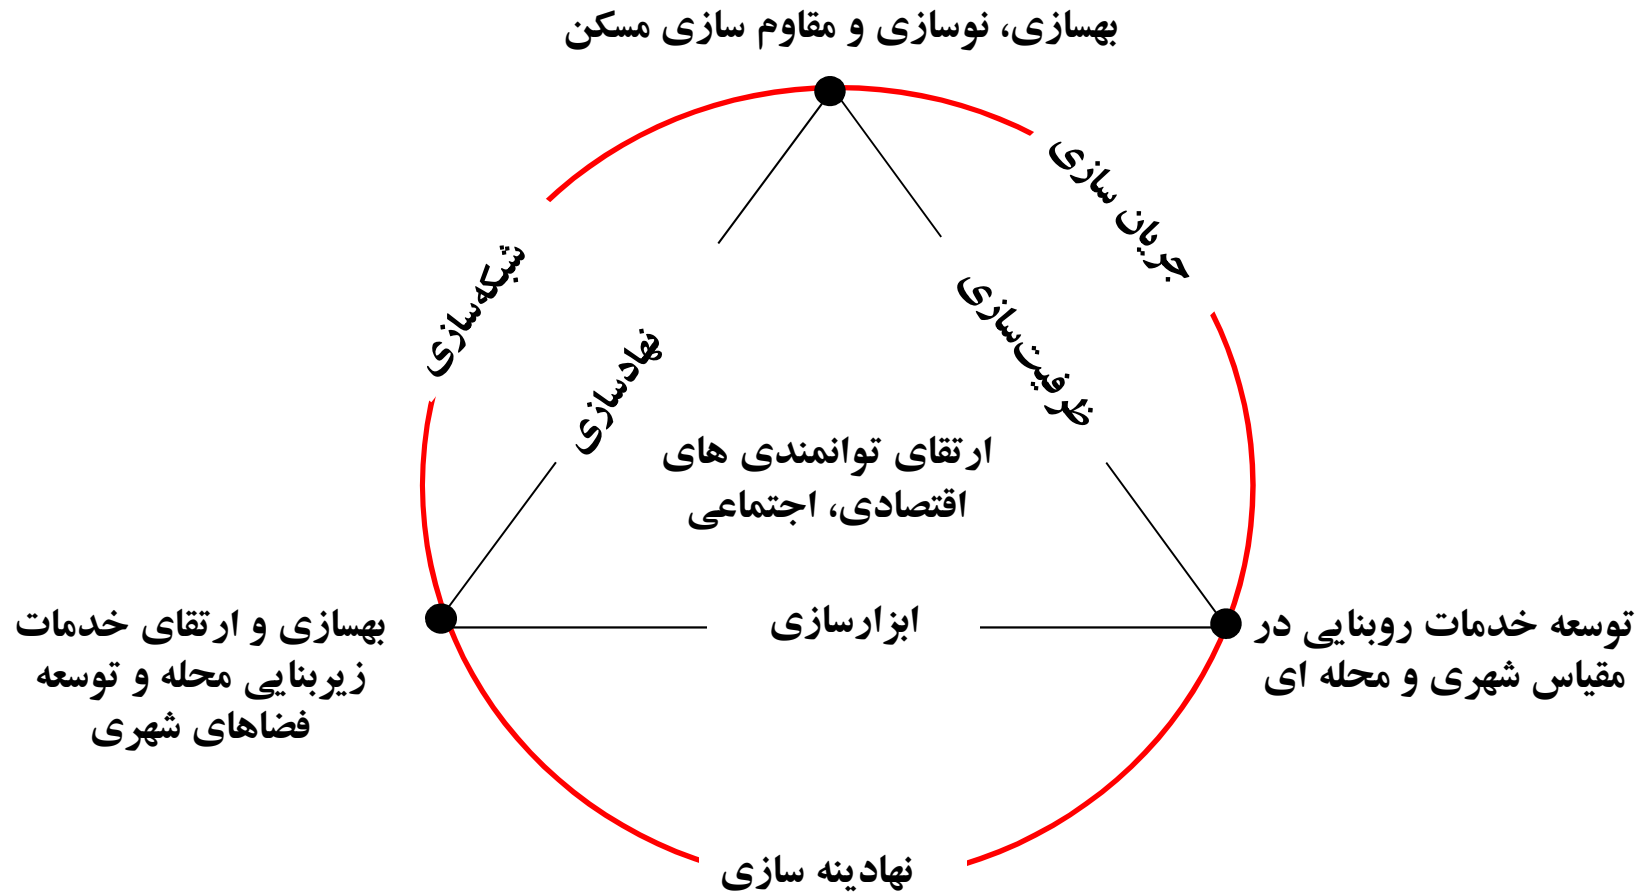 بهسازی، نوسازی و مقاوم سازی مسکن
جریان سازی
شبکه‌سازی
ظرفیت‌سازی
نهادسازی
ارتقای توانمندی های
اقتصادی، اجتماعی
ابزارسازی
توسعه خدمات روبنایی در
مقیاس شهری و محله ای
بهسازی و ارتقای خدمات
زیربنایی محله و توسعه
فضاهای شهری
نهادینه سازی